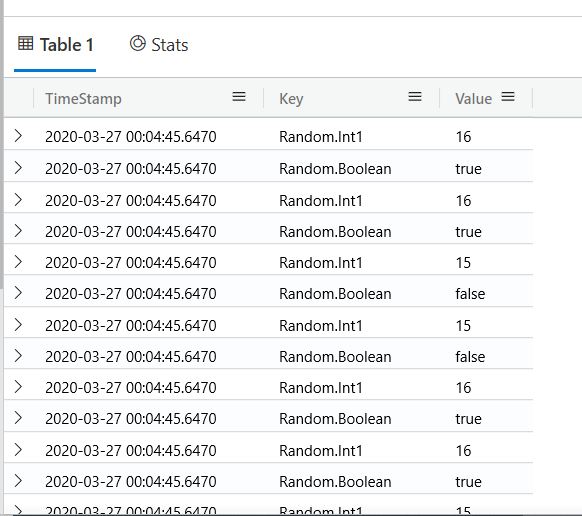 Table 1 Stats
TimeStamp Key Value
2020-03-27 00:04:45.6470 Random.Int1 16
2020-03-27 00:04:45.6470 Random.Boolean true
2020-03-27 00:04:45.6470 Random.Int1 16
2020-03-27 00:04:45.6470 Random.Boolean true
2020-03-27 00:04:45.6470 Random.Int1 15
2020-03-27 00:04:45.6470 Random.Boolean false
2020-03-27 00:04:45.6470 Random.Int1 15
2020-03-27 00:04:45.6470 Random.Boolean false
2020-03-27 00:04:45.6470 Random.Int1 16
2020-03-27 00:04:45.6470 Random.Boolean true
2020-03-27 00:04:45.6470 Random.Int1 16
2020-03-27 00:04:45.6470 Random.Boolean true
2020-03-27 00:04:45.6470 Random.Int1 15